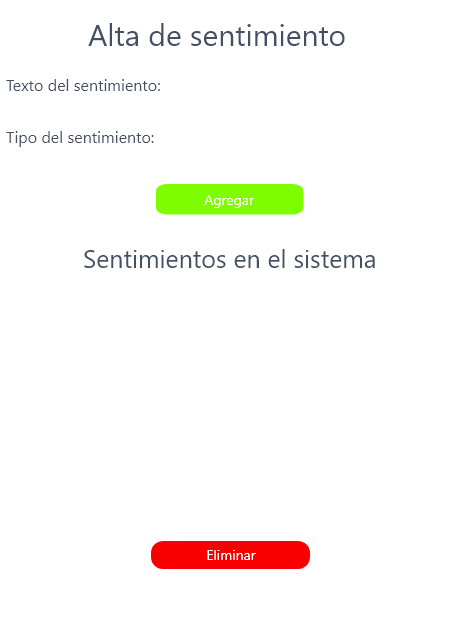 Alta de sentimiento
Texto del sentimiento:
Tipo del sentimiento:
Agregar
Sentimientos en el sistema
Eliminar